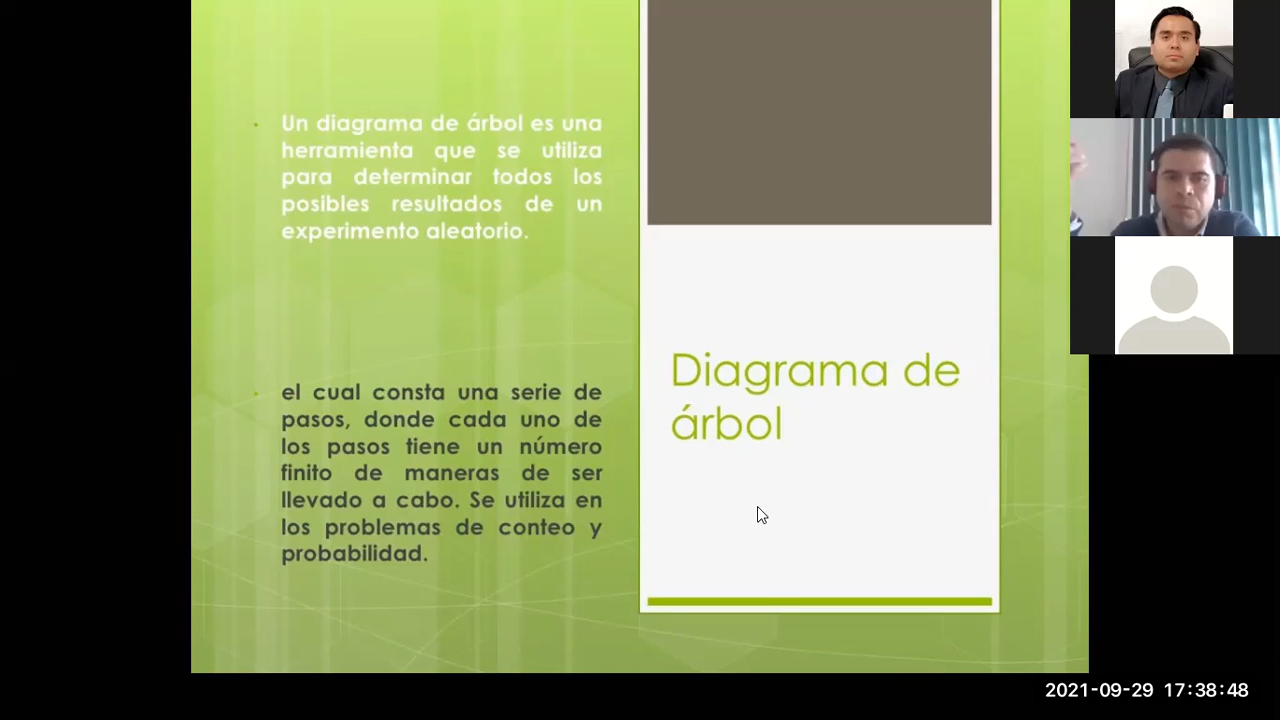 Un diagrama de árbol es una
herramienta que se utiliza
para determinar todos los
posibles resultados de un
experimento aleatorio.
el cual consta una serie de
pasos, donde cada uno de
los pasos tiene un número
finito de maneras de ser
llevado a cabo. Se utiliza en
los problemas de conteo y
probabilidad.
Diagrama de
árbol
2021-09-29 17:38:48